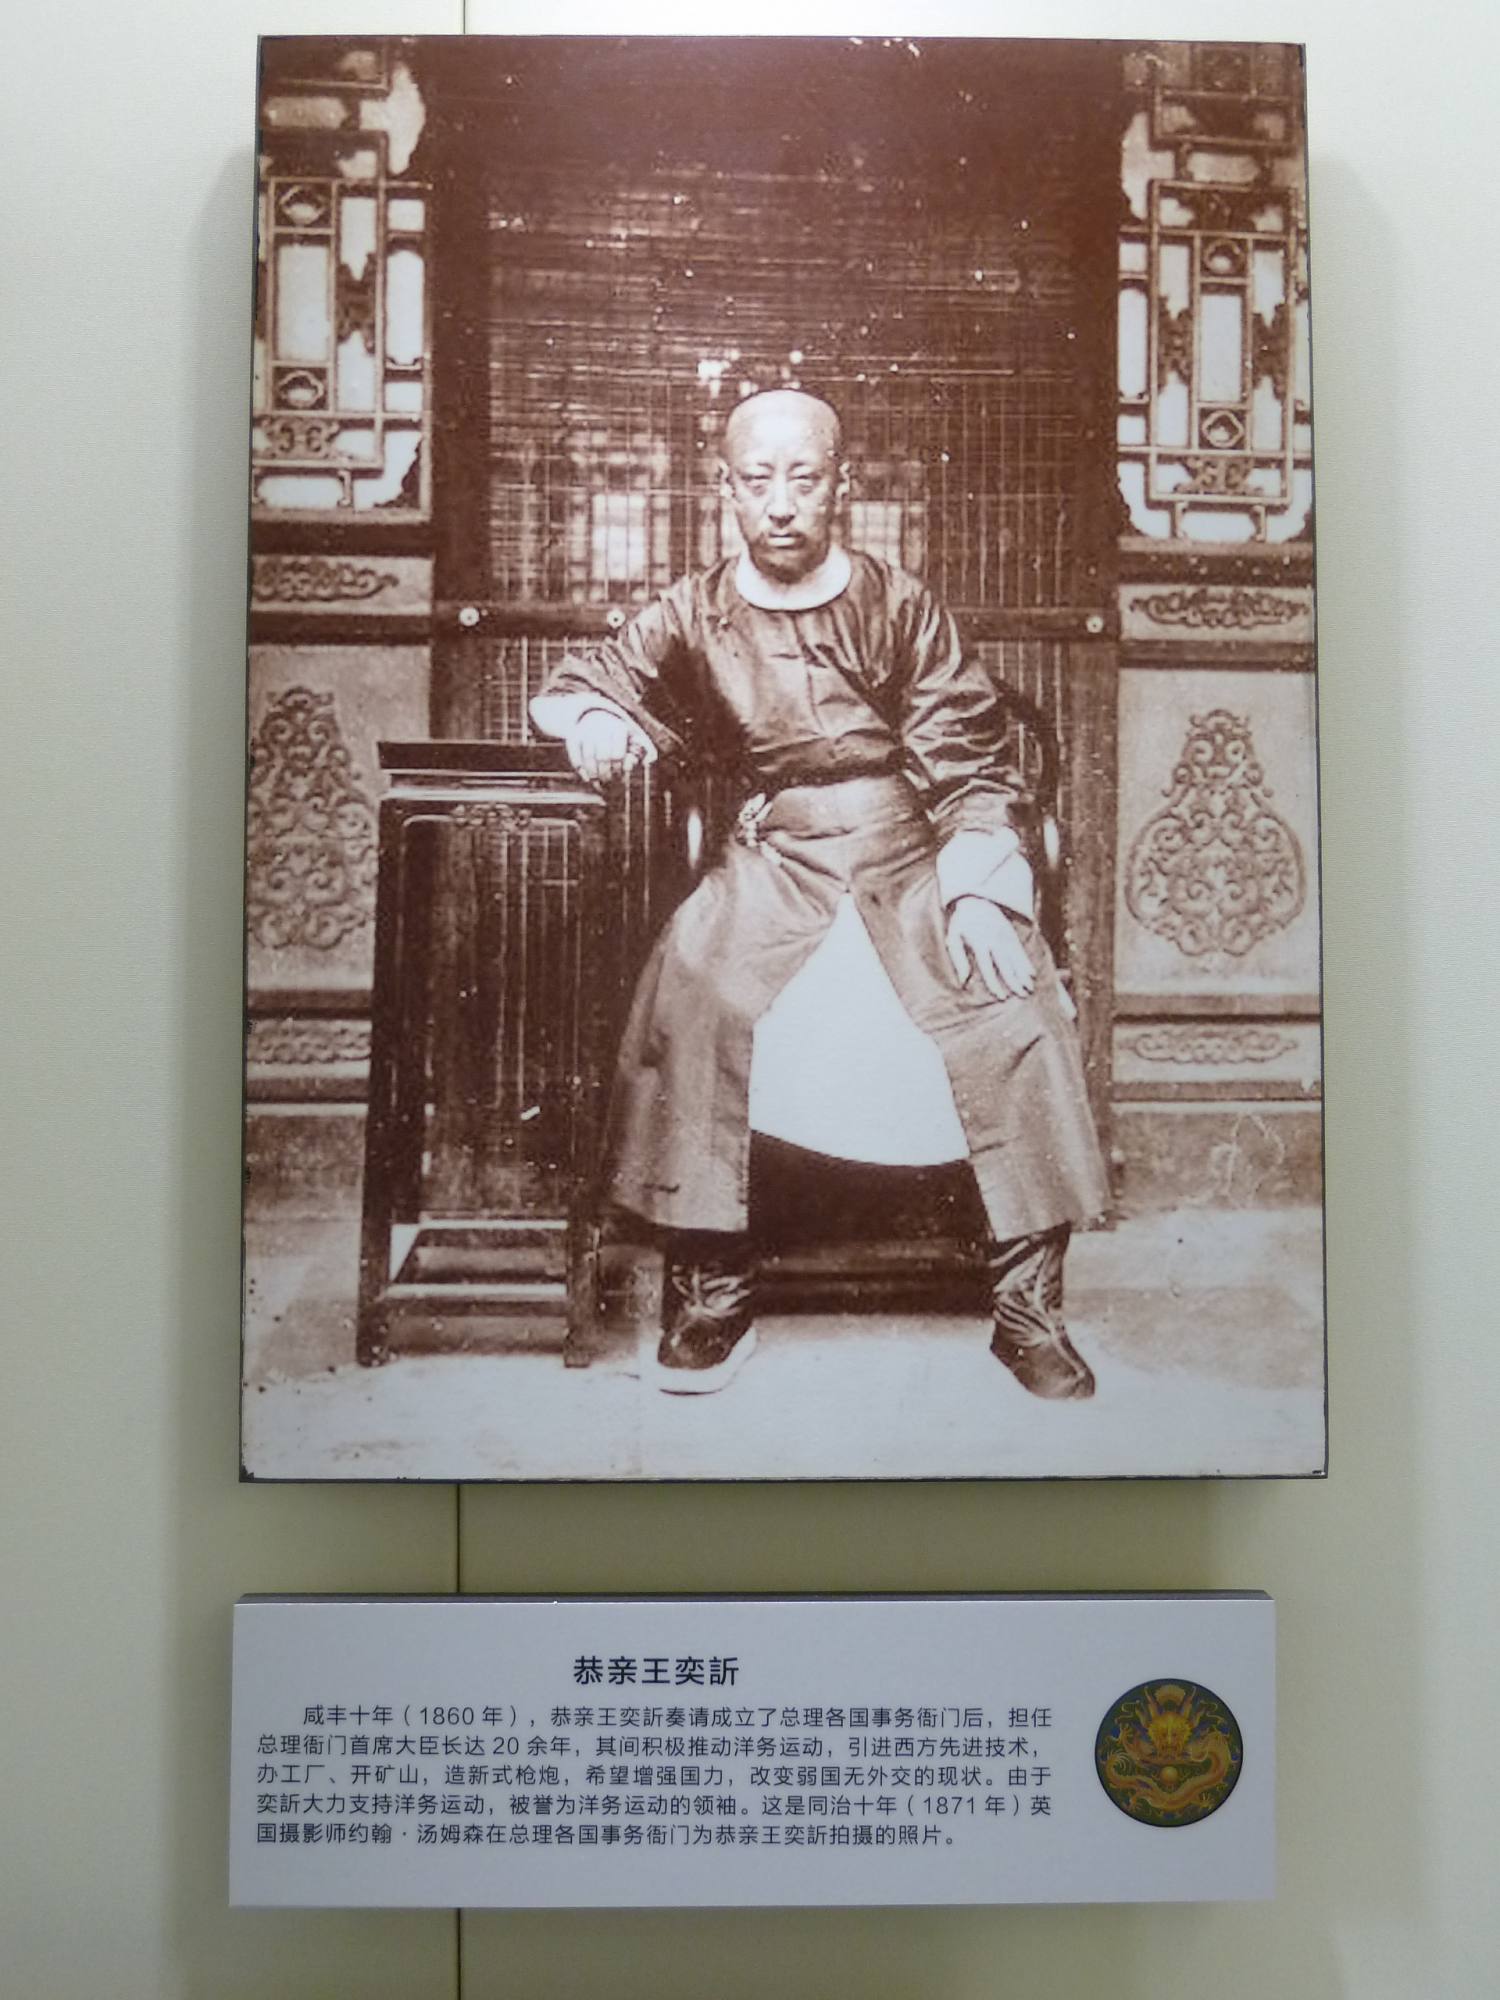 恭亲王奕訢
咸丰十年（1860 年），恭亲王奕訢奏请成立了总理各国事务衙门后，担任
总理衙门首席大臣长达 20 余年，其间积极推动洋务运动，引进西方先进技术，
办工厂、开矿山，造新式枪炮，希望增强国力，改变弱国无外交的现状。由于
奕訢大力支持洋务运动，被誉为洋务运动的领袖。这是同治十年（1871 年）英
国摄影师约翰·汤姆森在总理各国事务衙门为恭亲王奕訢拍摄的照片。